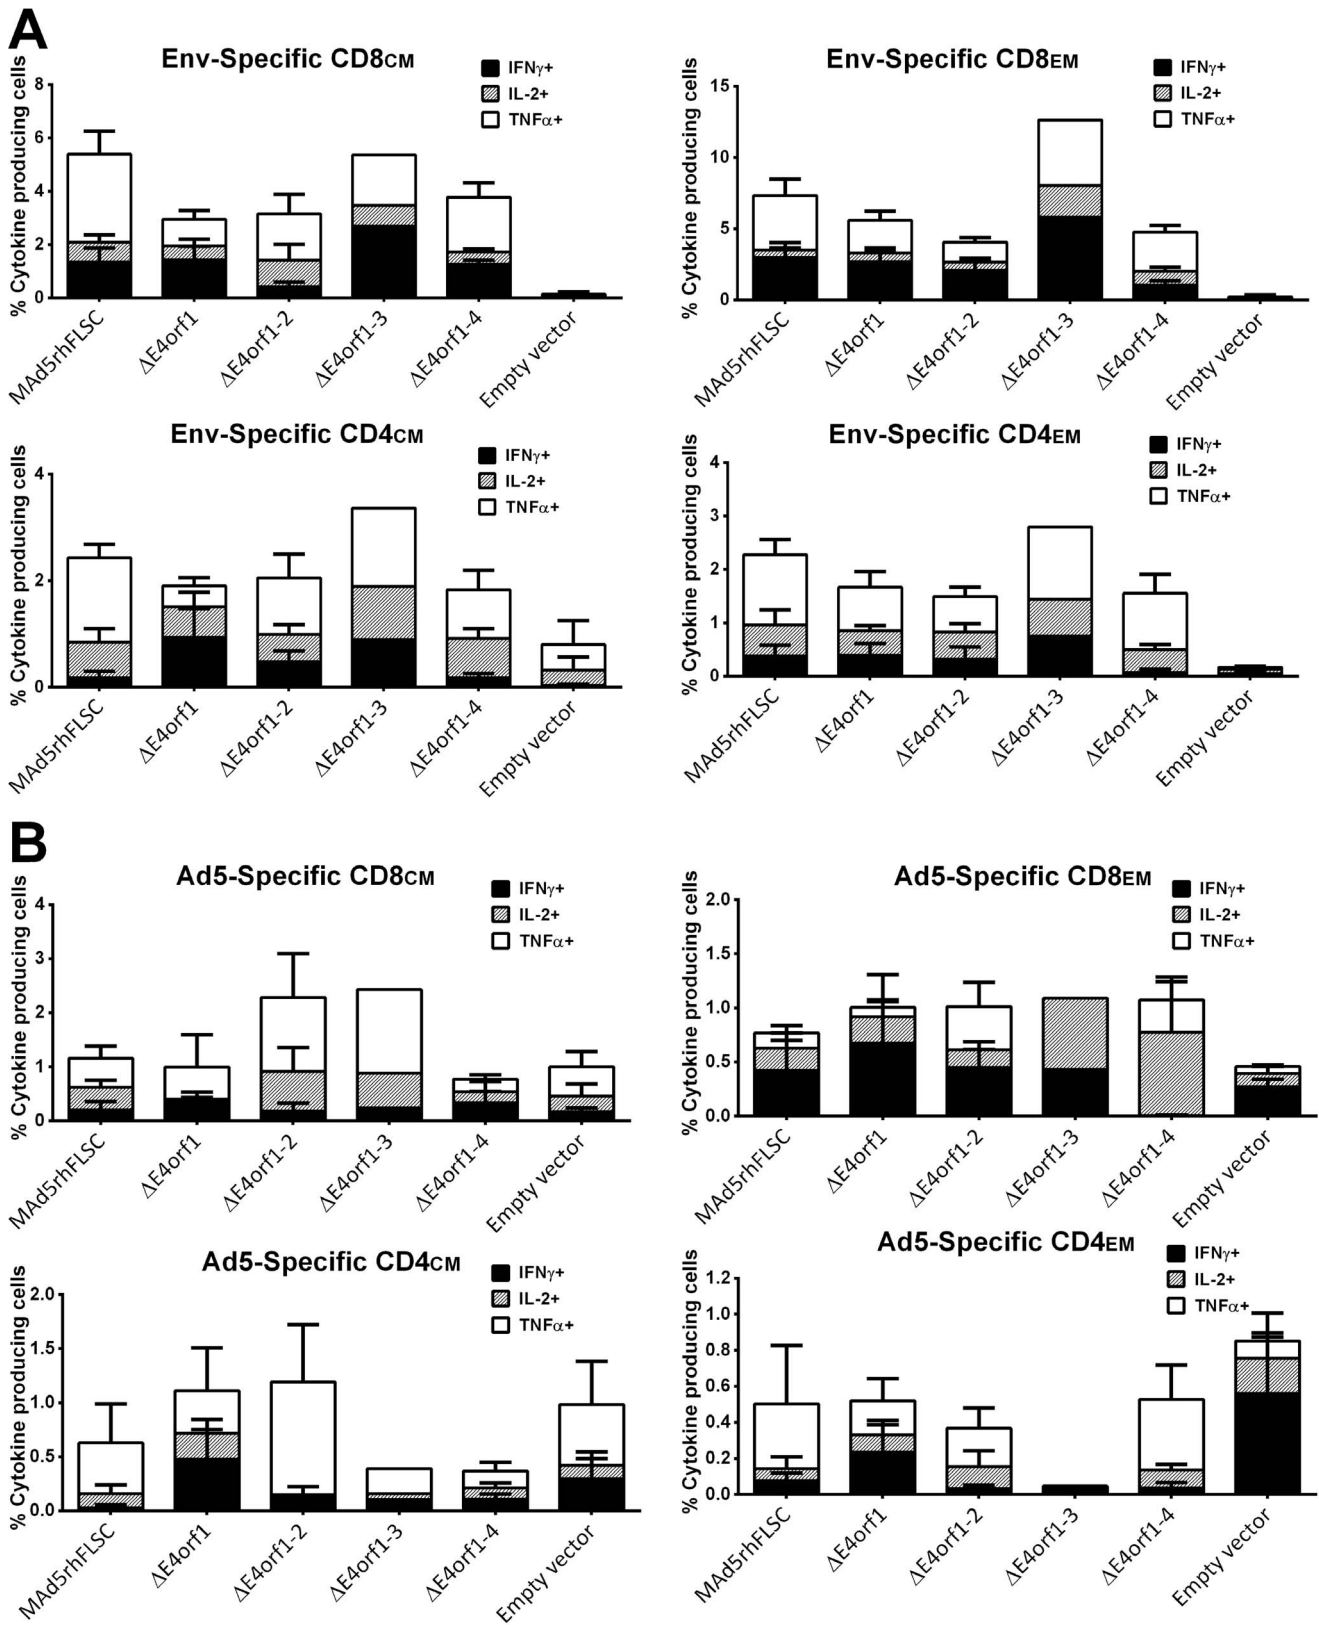 A
Env-Specific CD8CM
% Cytokine producing cells
IFNγ+
IL-2+
TNFα+
8
6
4
2
0
MAd5rhFLSC
ΔE4orf1
ΔE4orf1-2
ΔE4orf1-3
ΔE4orf1-4
Empty vector
Env-Specific CD8EM
% Cytokine producing cells
IFNγ+
IL-2+
TNFα+
15
10
5
0
MAd5rhFLSC
ΔE4orf1
ΔE4orf1-2
ΔE4orf1-3
ΔE4orf1-4
Empty vector
Env-Specific CD4CM
% Cytokine producing cells
IFNγ+
IL-2+
TNFα+
4
2
0
MAd5rhFLSC
ΔE4orf1
ΔE4orf1-2
ΔE4orf1-3
ΔE4orf1-4
Empty vector
Env-Specific CD4EM
% Cytokine producing cells
IFNγ+
IL-2+
TNFα+
4
3
2
1
0
MAd5rhFLSC
ΔE4orf1
ΔE4orf1-2
ΔE4orf1-3
ΔE4orf1-4
Empty vector
B
Ad5-Specific CD8CM
% Cytokine producing cells
IFNγ+
IL-2+
TNFα+
4
3
2
1
0
MAd5rhFLSC
ΔE4orf1
ΔE4orf1-2
ΔE4orf1-3
ΔE4orf1-4
Empty vector
Ad5-Specific CD8EM
% Cytokine producing cells
IFNγ+
IL-2+
TNFα+
2.0
1.5
1.0
0.5
0.0
MAd5rhFLSC
ΔE4orf1
ΔE4orf1-2
ΔE4orf1-3
ΔE4orf1-4
Empty vector
Ad5-Specific CD4CM
% Cytokine producing cells
IFNγ+
IL-2+
TNFα+
2.0
1.5
1.0
0.5
0.0
MAd5rhFLSC
ΔE4orf1
ΔE4orf1-2
ΔE4orf1-3
ΔE4orf1-4
Empty vector
Ad5-Specific CD4EM
% Cytokine producing cells
IFNγ+
IL-2+
TNFα+
1.2
1.0
0.8
0.6
0.4
0.2
0.0
MAd5rhFLSC
ΔE4orf1
ΔE4orf1-2
ΔE4orf1-3
ΔE4orf1-4
Empty vector